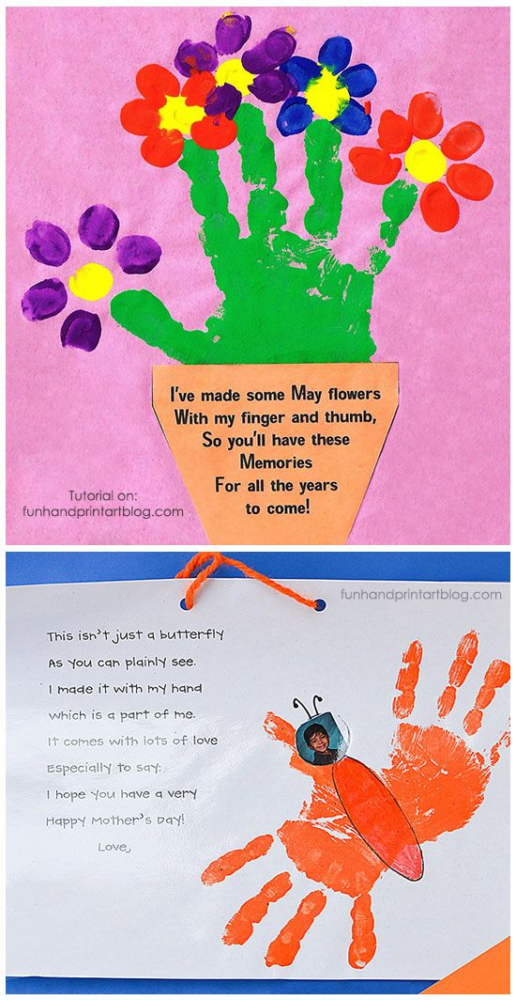 I've made some May flowers
With my finger and thumb,
So you'll have these
Memories
For all the years
to come!
Tutorial on:
funhandprintartblog.com
funhandprintartblog.com
This isn't just a butterfly
As you can plainly see.
I made it with my hand
which is a part of me.
It comes with lots of love
Especially to say:
I hope you have a very
Happy Mother's Day!
Love,